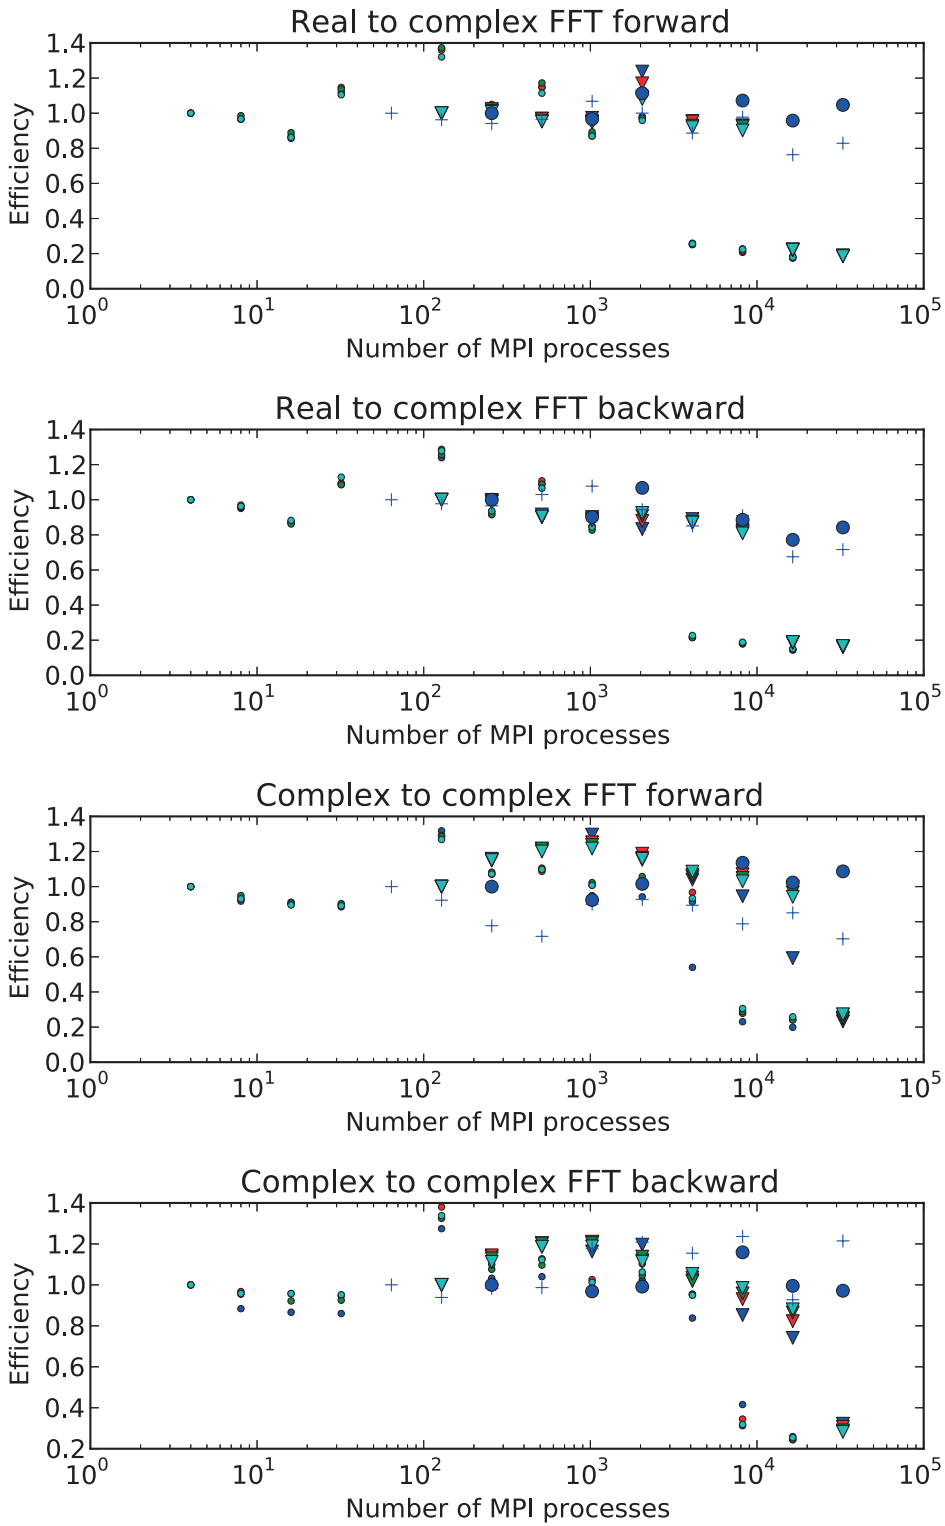 Real to complex FFT forward
1.4
1.2
1.0
0.8
0.6
0.4
0.2
0.0
Efficiency
10^0 10^1 10^2 10^3 10^4 10^5
Number of MPI processes
Real to complex FFT backward
1.4
1.2
1.0
0.8
0.6
0.4
0.2
0.0
Efficiency
10^0 10^1 10^2 10^3 10^4 10^5
Number of MPI processes
Complex to complex FFT forward
1.4
1.2
1.0
0.8
0.6
0.4
0.2
0.0
Efficiency
10^0 10^1 10^2 10^3 10^4 10^5
Number of MPI processes
Complex to complex FFT backward
1.4
1.2
1.0
0.8
0.6
0.4
0.2
Efficiency
10^0 10^1 10^2 10^3 10^4 10^5
Number of MPI processes